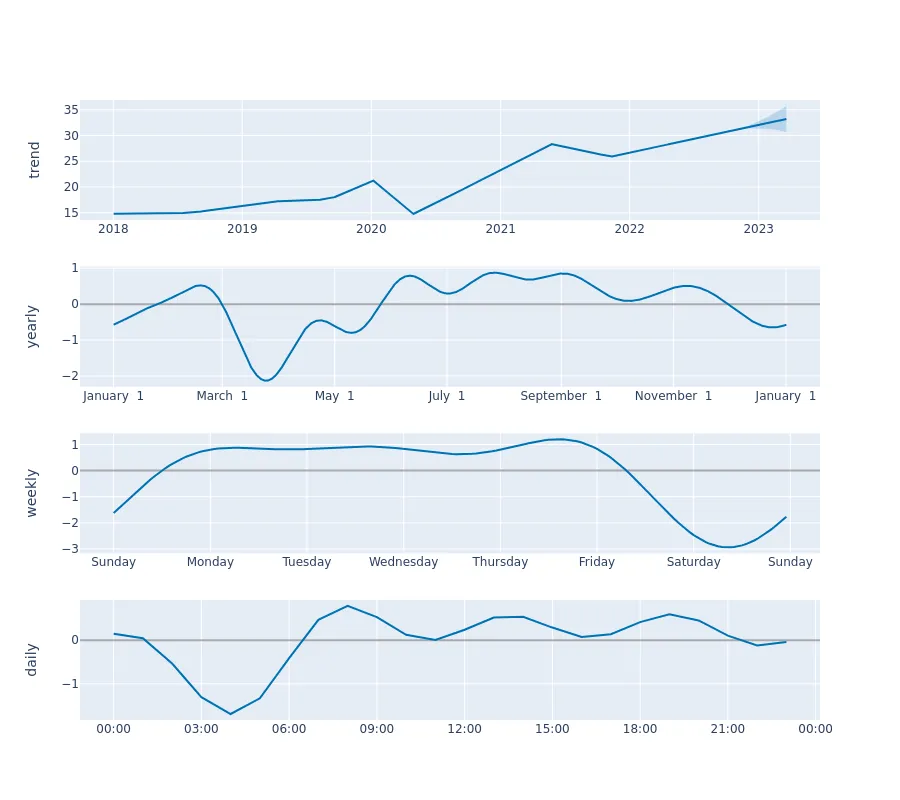 trend
35
30
25
20
15
2018 2019 2020 2021 2022 2023
yearly
1
0
−1
−2
January 1 March 1 May 1 July 1 September 1 November 1 January 1
weekly
1
0
−1
−2
−3
Sunday Monday Tuesday Wednesday Thursday Friday Saturday Sunday
daily
0
−1
00:00 03:00 06:00 09:00 12:00 15:00 18:00 21:00 00:00